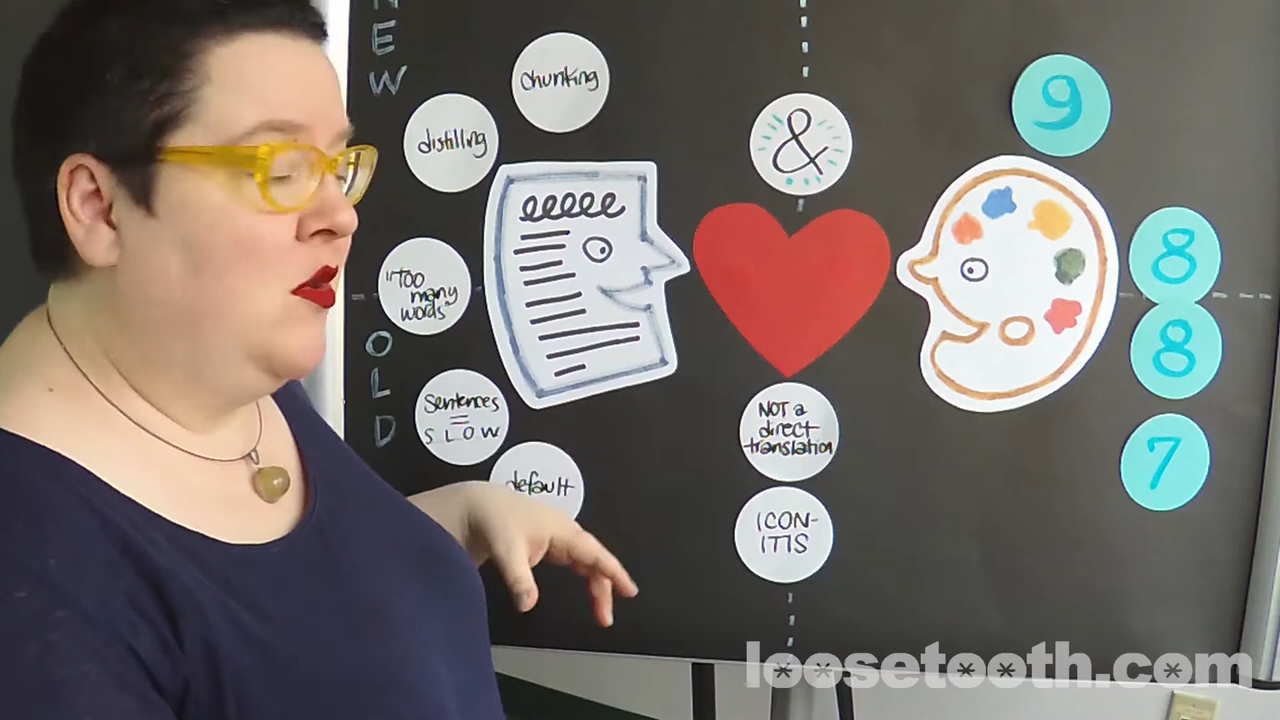 NEW
chunking
distilling
"TOO
many
words"
OLD
Sentences
=
SLOW
default
&
NOT a
direct
translation
ICON-
ITIS
9
8
8
7
loosetooth.com